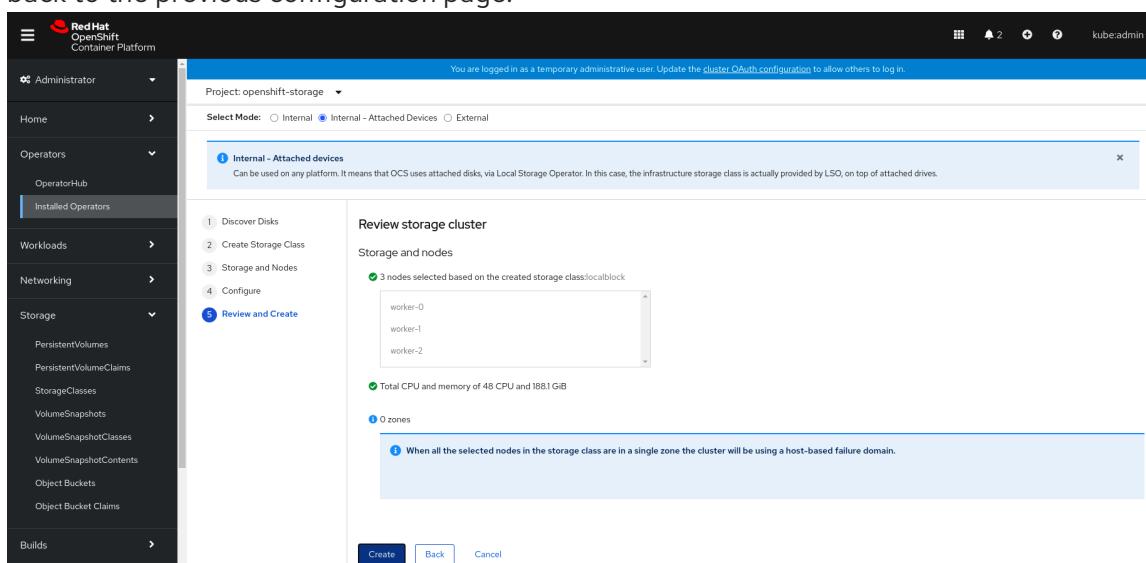 back to the previous configuration page.
Red Hat
OpenShift
Container Platform
2
kube:admin
Administrator
You are logged in as a temporary administrative user. Update the cluster OAuth configuration to allow others to log in.
Project: openshift-storage
Home
Select Mode: Internal Internal - Attached Devices External
Operators
Internal - Attached devices
Can be used on any platform. It means that OCS uses attached disks, via Local Storage Operator. In this case, the infrastructure storage class is actually provided by LSO, on top of attached drives.
OperatorHub
Installed Operators
1 Discover Disks
2 Create Storage Class
3 Storage and Nodes
4 Configure
5 Review and Create
Review storage cluster
Storage and nodes
3 nodes selected based on the created storage class:localblock
worker-0
worker-1
worker-2
Total CPU and memory of 48 CPU and 188.1 GiB
0 zones
When all the selected nodes in the storage class are in a single zone the cluster will be using a host-based failure domain.
Create Back Cancel
Workloads
Networking
Storage
PersistentVolumes
PersistentVolumeClaims
StorageClasses
VolumeSnapshots
VolumeSnapshotClasses
VolumeSnapshotContents
Object Buckets
Object Bucket Claims
Builds